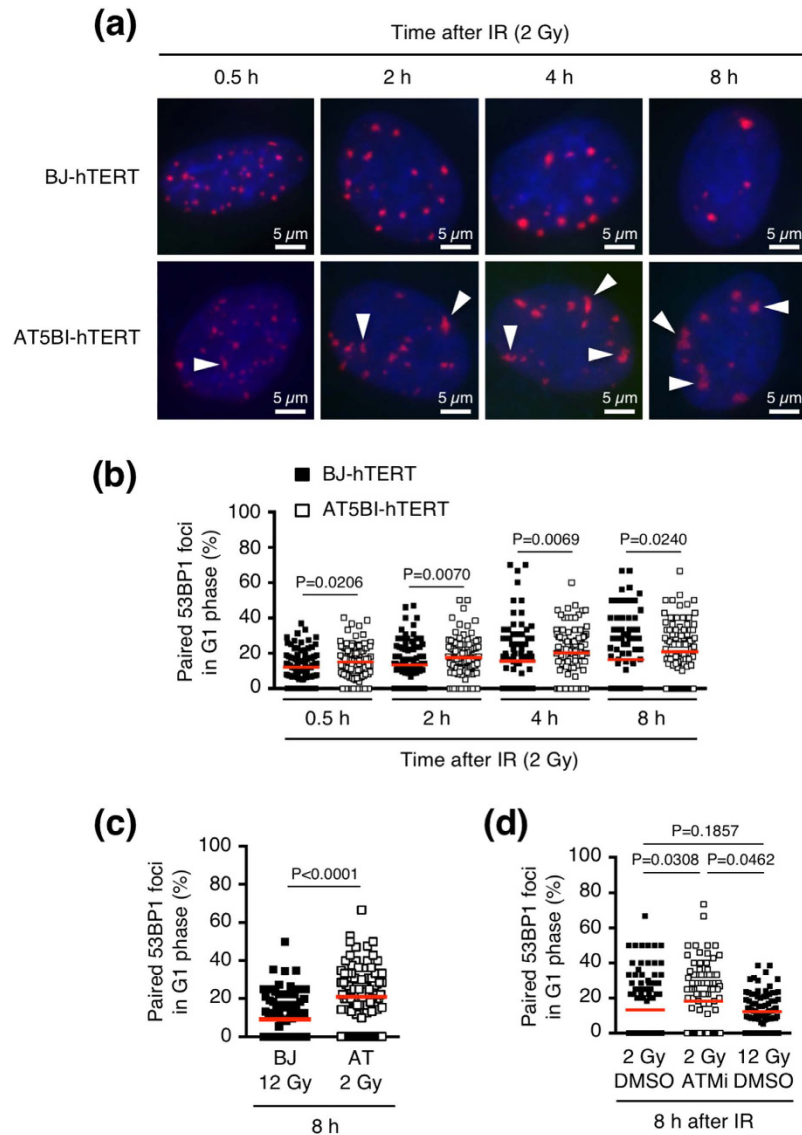 (a)
Time after IR (2 Gy)
0.5 h 2 h 4 h 8 h
BJ-hTERT
5 μm 5 μm 5 μm 5 μm
AT5BI-hTERT
5 μm 5 μm 5 μm 5 μm
(b)
BJ-hTERT
AT5BI-hTERT
Paired 53BP1 foci
in G1 phase (%)
100
80
60
40
20
0
P=0.0206 P=0.0070 P=0.0069 P=0.0240
0.5 h 2 h 4 h 8 h
Time after IR (2 Gy)
(c)
Paired 53BP1 foci
in G1 phase (%)
100
80
60
40
20
0
P<0.0001
BJ AT
12 Gy 2 Gy
8 h
(d)
Paired 53BP1 foci
in G1 phase (%)
100
80
60
40
20
0
P=0.1857
P=0.0308 P=0.0462
2 Gy 2 Gy 12 Gy
DMSO ATMi DMSO
8 h after IR